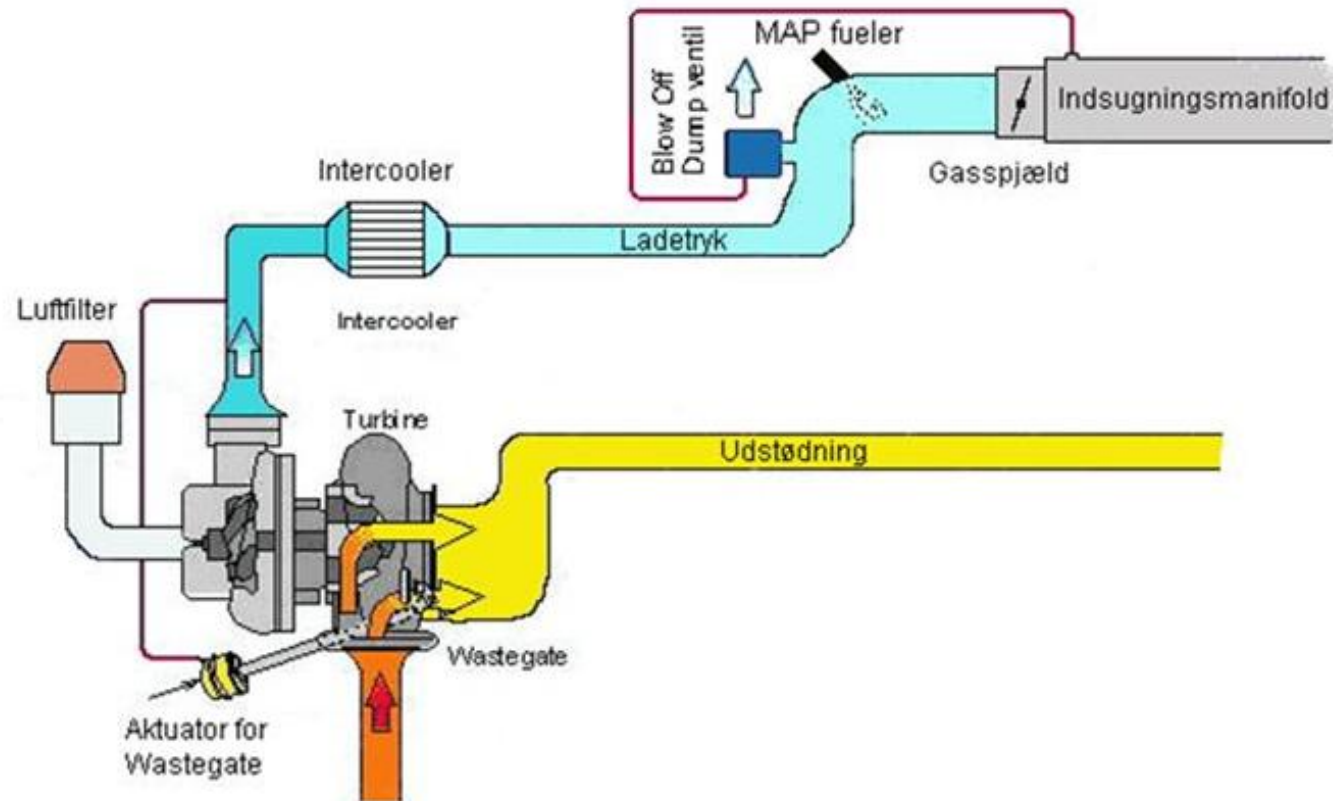 MAP fueler
Blow Off
Dump ventil
Indsugningsmanifold
Gasspjæld
Intercooler
Ladetryk
Luftfilter
Intercooler
Turbine
Udstødning
Wastegate
Aktuator for
Wastegate